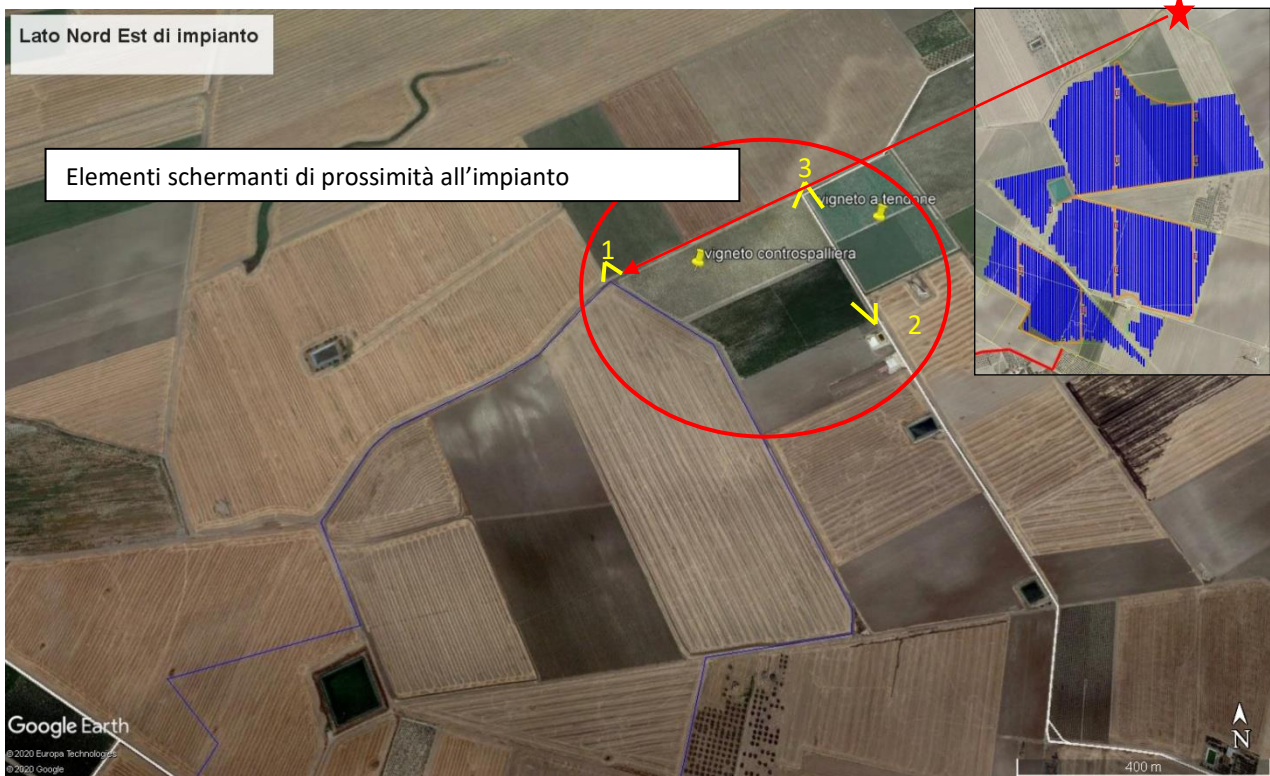 Lato Nord Est di impianto
Elementi schermanti di prossimità all'impianto
3
vigneto a tendone
1
vigneto controspalliera
2
Google Earth
© 2020 Europa Technologies
© 2020 Google
N
400 m